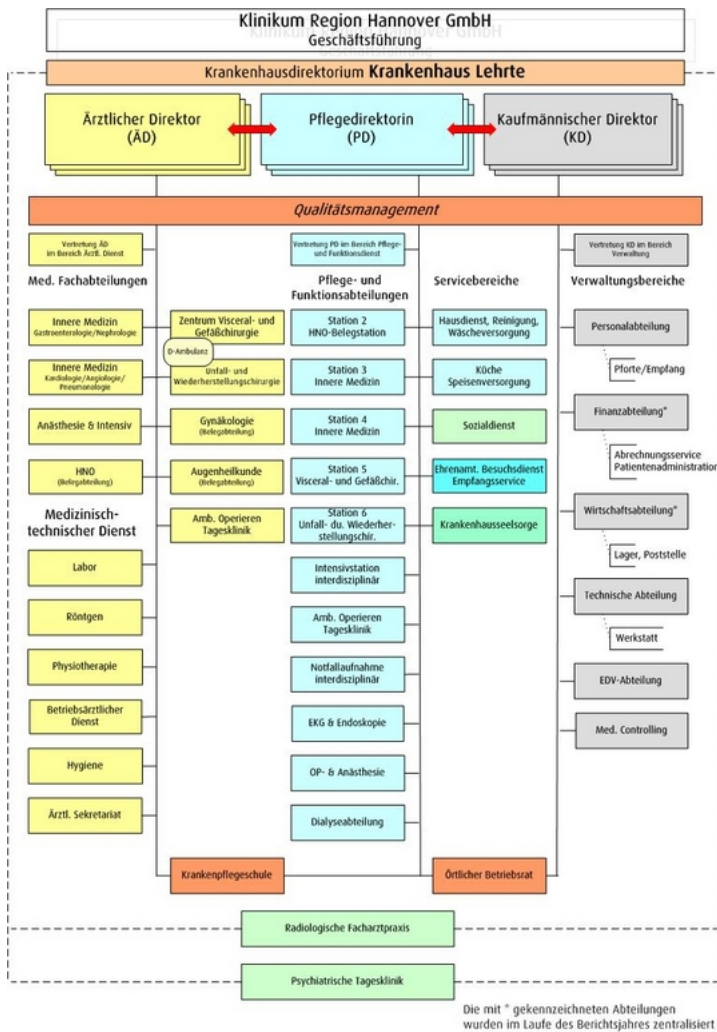 Klinikum Region Hannover GmbH
Geschäftsführung
Krankenhausdirektorium Krankenhaus Lehrte
Ärztlicher Direktor
(ÄD)
Pflegedirektorin
(PD)
Kaufmännischer Direktor
(KD)
Qualitätsmanagement
Vertretung ÄD
im Bereich Ärztl. Dienst
Vertretung PD im Bereich Pflege-
und Funktionsdienst
Vertretung KD im Bereich
Verwaltung
Med. Fachabteilungen
Innere Medizin
Gastroenterologie/Nephrologie
Innere Medizin
Kardiologie/Angiologie/
Pneumonologie
Anästhesie & Intensiv
HNO
(Belegabteilung)
Zentrum Visceral- und
Gefäßchirurgie
D-Ambulanz
Unfall- und
Wiederherstellungschirurgie
Gynäkologie
(Belegabteilung)
Augenheilkunde
(Belegabteilung)
Amb. Operieren
Tagesklinik
Medizinisch-
technischer Dienst
Labor
Röntgen
Physiotherapie
Betriebsärztlicher
Dienst
Hygiene
Ärztl. Sekretariat
Pflege- und
Funktionsabteilungen
Station 2
HNO-Belegstation
Station 3
Innere Medizin
Station 4
Innere Medizin
Station 5
Visceral- und Gefäßchir.
Station 6
Unfall- du. Wiederher-
stellungschir.
Intensivstation
interdisziplinär
Amb. Operieren
Tagesklinik
Notfallaufnahme
interdisziplinär
EKG & Endoskopie
OP- & Anästhesie
Dialyseabteilung
Servicebereiche
Hausdienst, Reinigung,
Wäscheversorgung
Küche
Speisenversorgung
Sozialdienst
Ehrenamt. Besuchsdienst
Empfangsservice
Krankenhausseelsorge
Verwaltungsbereiche
Personalabteilung
Pforte/Empfang
Finanzabteilung*
Abrechnungsservice
Patientenadministration
Wirtschaftsabteilung*
Lager, Poststelle
Technische Abteilung
Werkstatt
EDV-Abteilung
Med. Controlling
Krankenpflegeschule
Örtlicher Betriebsrat
Radiologische Facharztpraxis
Psychiatrische Tagesklinik
Die mit * gekennzeichneten Abteilungen
wurden im Laufe des Berichtsjahres zentralisiert